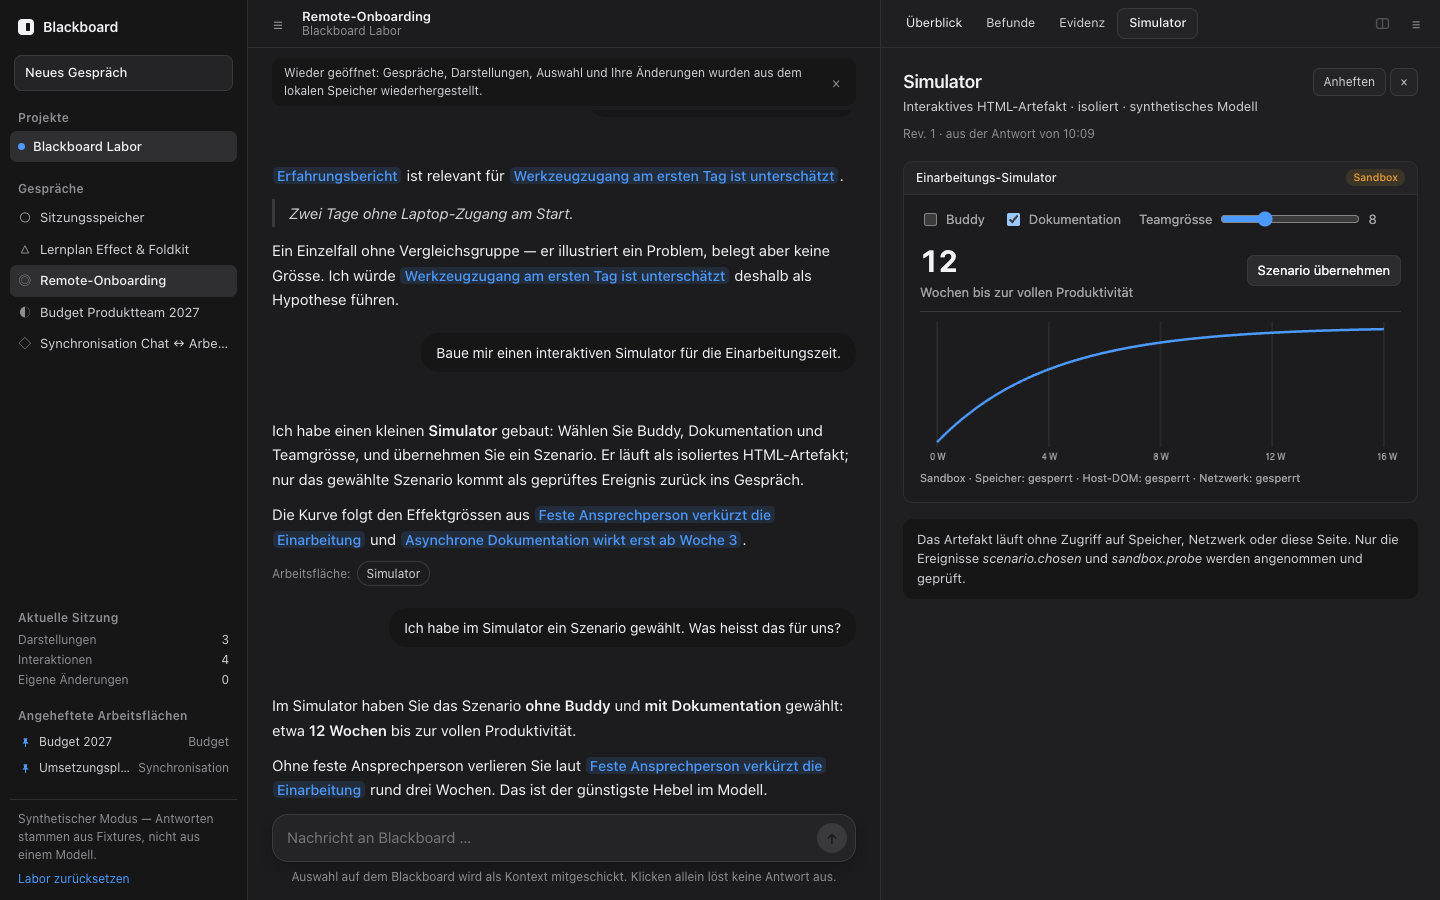 Blackboard
Neues Gespräch
Projekte
Blackboard Labor
Gespräche
Sitzungsspeicher
Lernplan Effect & Foldkit
Remote-Onboarding
Budget Produktteam 2027
Synchronisation Chat ↔ Arbe...
Aktuelle Sitzung
Darstellungen 3
Interaktionen 4
Eigene Änderungen 0
Angeheftete Arbeitsflächen
Budget 2027 Budget
Umsetzungspl... Synchronisation
Synthetischer Modus — Antworten
stammen aus Fixtures, nicht aus
einem Modell.
Labor zurücksetzen
Remote-Onboarding
Blackboard Labor
Wieder geöffnet: Gespräche, Darstellungen, Auswahl und Ihre Änderungen wurden aus dem
lokalen Speicher wiederhergestellt.
×
Erfahrungsbericht ist relevant für Werkzeugzugang am ersten Tag ist unterschätzt .
Zwei Tage ohne Laptop-Zugang am Start.
Ein Einzelfall ohne Vergleichsgruppe — er illustriert ein Problem, belegt aber keine
Grösse. Ich würde Werkzeugzugang am ersten Tag ist unterschätzt deshalb als
Hypothese führen.
Baue mir einen interaktiven Simulator für die Einarbeitungszeit.
Ich habe einen kleinen Simulator gebaut: Wählen Sie Buddy, Dokumentation und
Teamgrösse, und übernehmen Sie ein Szenario. Er läuft als isoliertes HTML-Artefakt;
nur das gewählte Szenario kommt als geprüftes Ereignis zurück ins Gespräch.
Die Kurve folgt den Effektgrössen aus Feste Ansprechperson verkürzt die
Einarbeitung und Asynchrone Dokumentation wirkt erst ab Woche 3 .
Arbeitsfläche: Simulator
Ich habe im Simulator ein Szenario gewählt. Was heisst das für uns?
Im Simulator haben Sie das Szenario ohne Buddy und mit Dokumentation gewählt:
etwa 12 Wochen bis zur vollen Produktivität.
Ohne feste Ansprechperson verlieren Sie laut Feste Ansprechperson verkürzt die
Einarbeitung rund drei Wochen. Das ist der günstigste Hebel im Modell.
Nachricht an Blackboard ...
Auswahl auf dem Blackboard wird als Kontext mitgeschickt. Klicken allein löst keine Antwort aus.
Überblick Befunde Evidenz Simulator
Simulator
Anheften ×
Interaktives HTML-Artefakt · isoliert · synthetisches Modell
Rev. 1 · aus der Antwort von 10:09
Einarbeitungs-Simulator Sandbox
Buddy Dokumentation Teamgrösse 8
12
Wochen bis zur vollen Produktivität
Szenario übernehmen
0 W 4 W 8 W 12 W 16 W
Sandbox · Speicher: gesperrt · Host-DOM: gesperrt · Netzwerk: gesperrt
Das Artefakt läuft ohne Zugriff auf Speicher, Netzwerk oder diese Seite. Nur die
Ereignisse scenario.chosen und sandbox.probe werden angenommen und
geprüft.